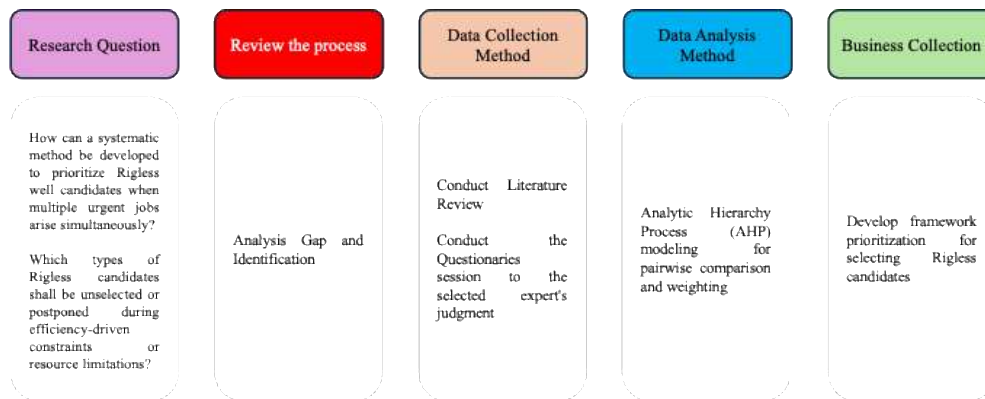 Research Question
Review the process
Data Collection
Method
Data Analysis
Method
Business Collection
How can a systematic
method be developed
to prioritize Rigless
well candidates when
multiple urgent jobs
arise simultaneously?
Which types of
Rigless candidates
shall be unselected or
postponed during
efficiency-driven
constraints or
resource limitations?
Analysis Gap and
Identification
Conduct Literature
Review
Conduct the
Questionaries
session to the
selected expert's
judgment
Analytic Hierarchy
Process (AHP)
modeling for
pairwise comparison
and weighting
Develop framework
prioritization for
selecting Rigless
candidates